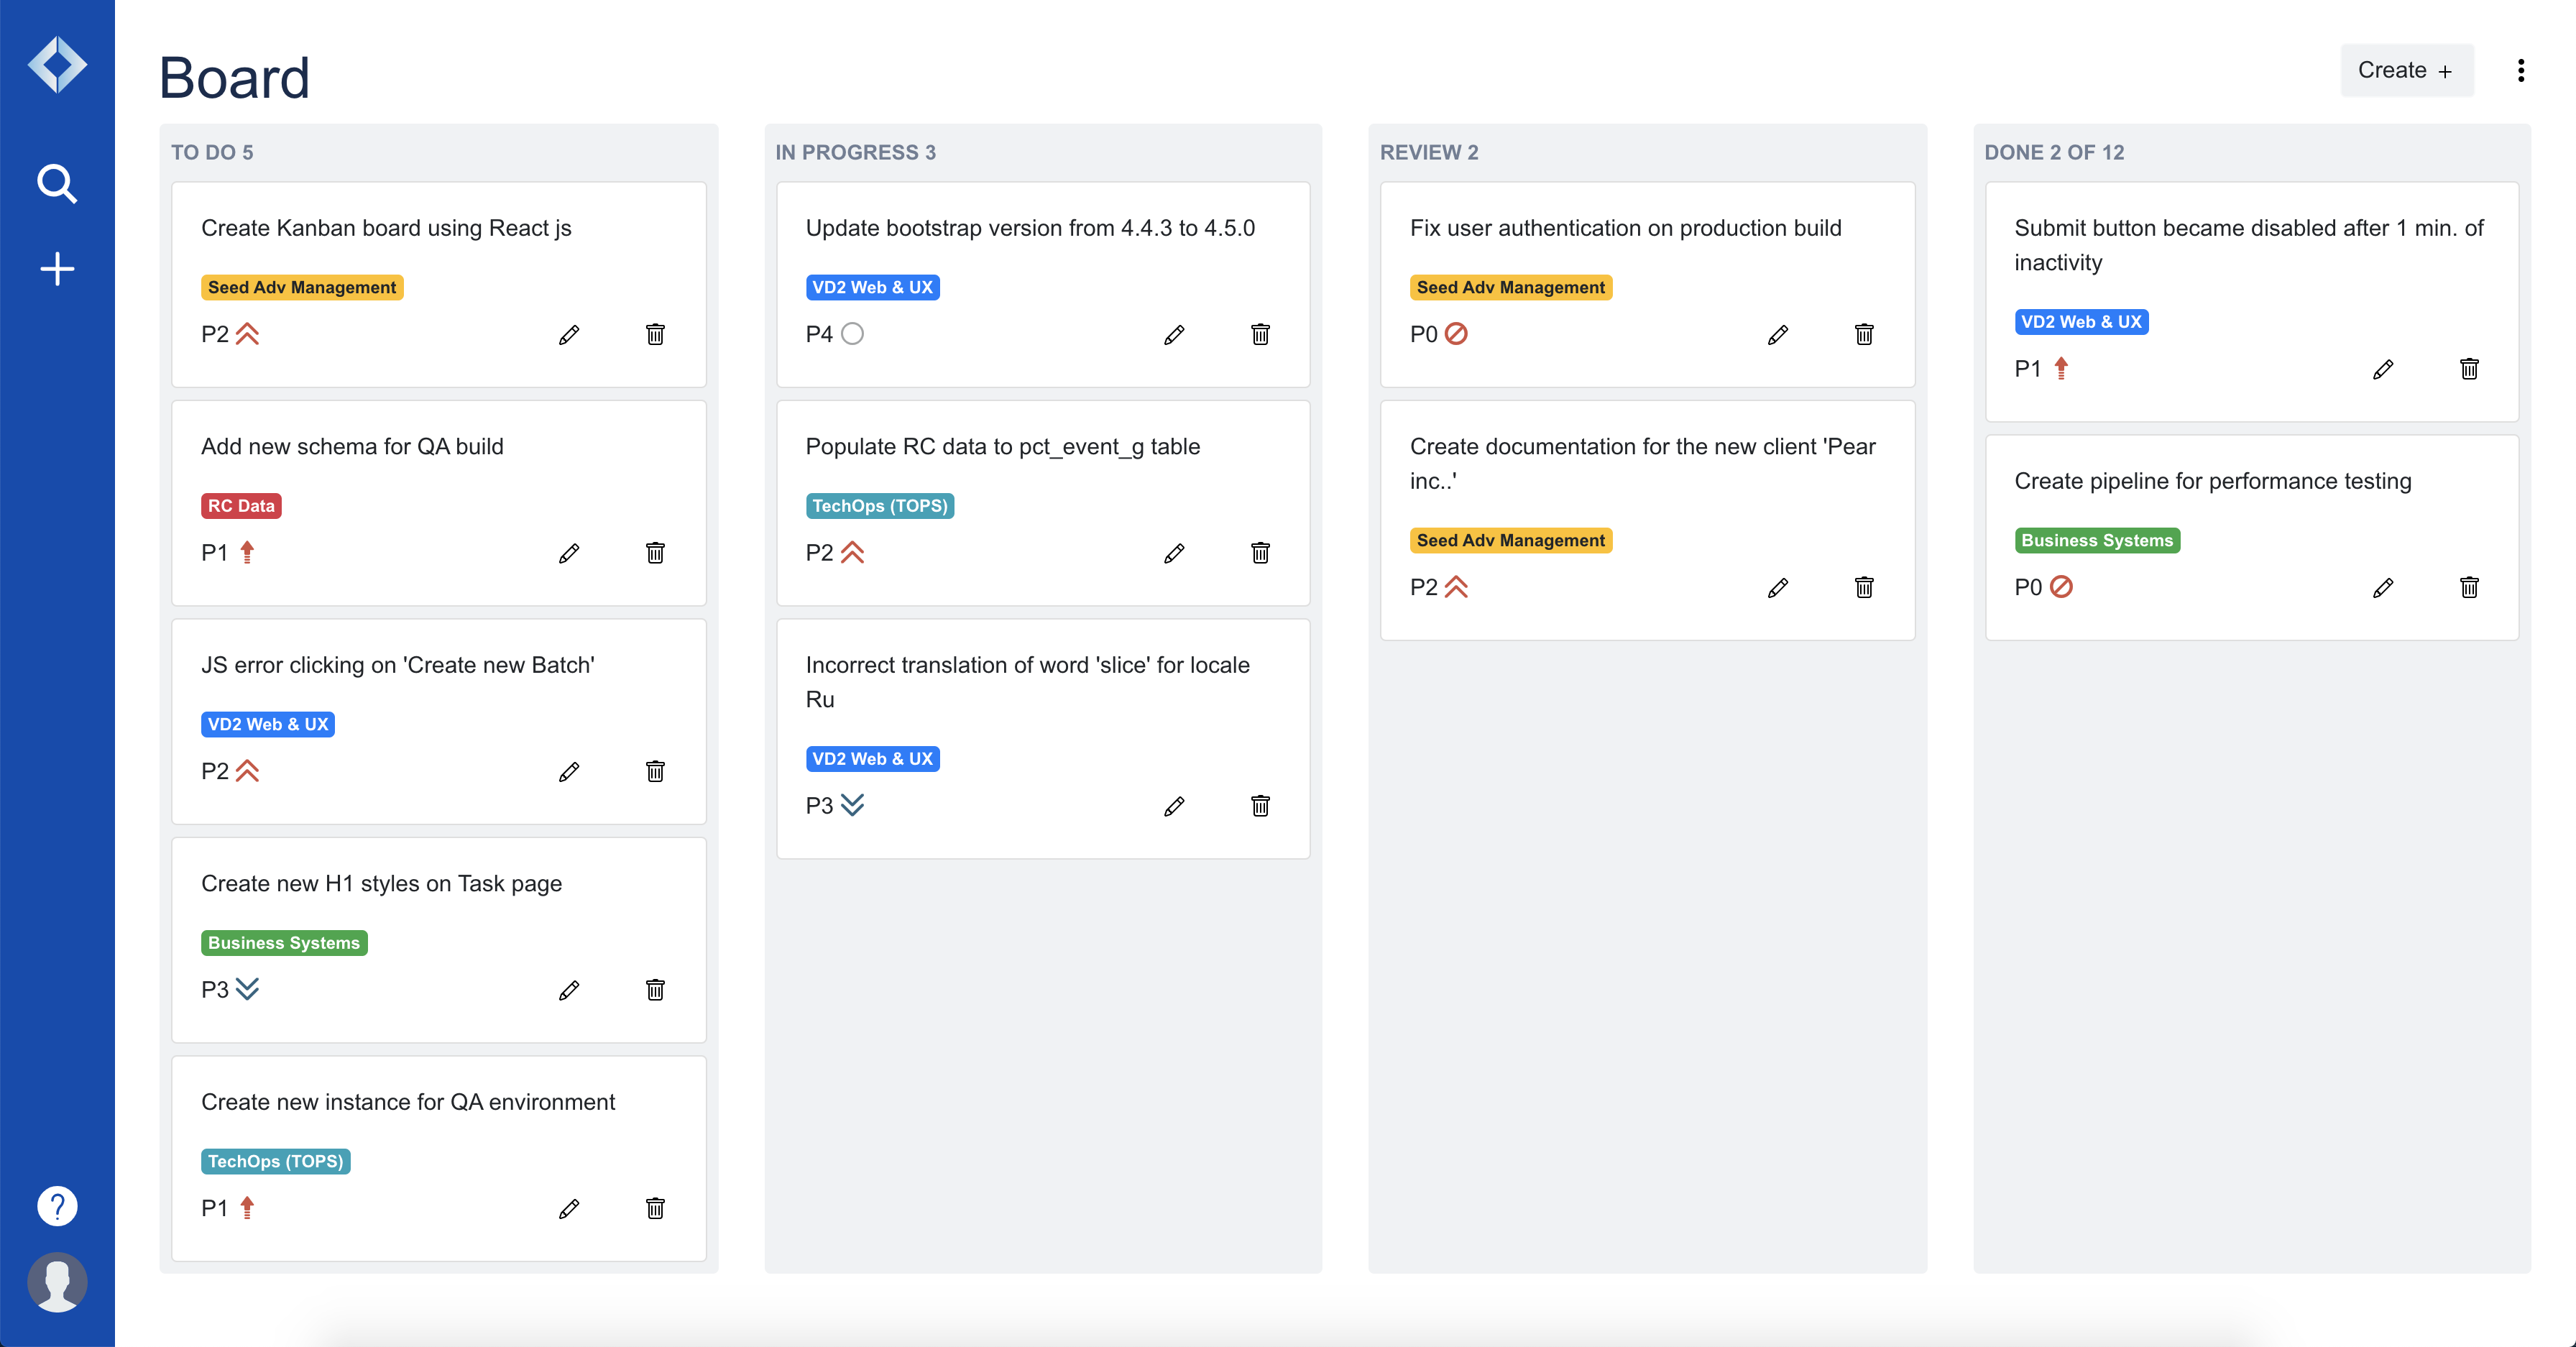 Board
Create +
TO DO 5
Create Kanban board using React js
Seed Adv Management
P2
Add new schema for QA build
RC Data
P1
JS error clicking on 'Create new Batch'
VD2 Web & UX
P2
Create new H1 styles on Task page
Business Systems
P3
Create new instance for QA environment
TechOps (TOPS)
P1
IN PROGRESS 3
Update bootstrap version from 4.4.3 to 4.5.0
VD2 Web & UX
P4
Populate RC data to pct_event_g table
TechOps (TOPS)
P2
Incorrect translation of word 'slice' for locale
Ru
VD2 Web & UX
P3
REVIEW 2
Fix user authentication on production build
Seed Adv Management
P0
Create documentation for the new client 'Pear
inc..'
Seed Adv Management
P2
DONE 2 OF 12
Submit button became disabled after 1 min. of
inactivity
VD2 Web & UX
P1
Create pipeline for performance testing
Business Systems
P0
?